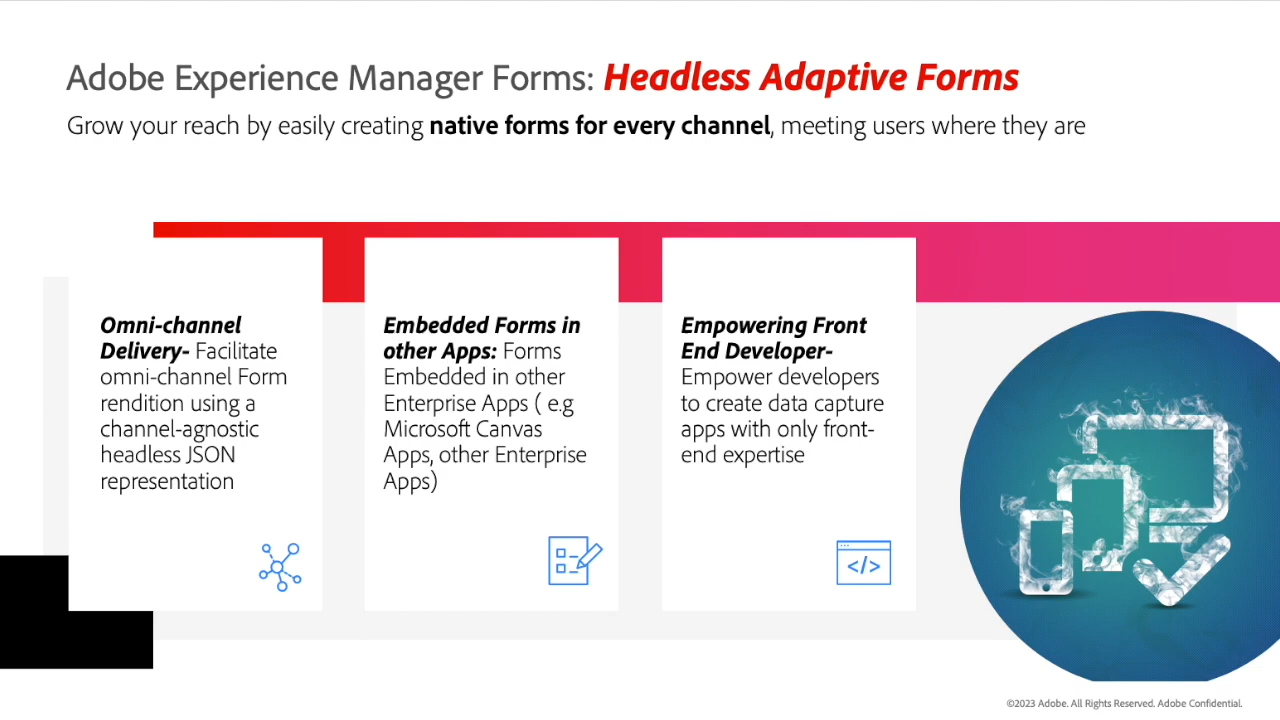 Adobe Experience Manager Forms: Headless Adaptive Forms
Grow your reach by easily creating native forms for every channel, meeting users where they are
Omni-channel
Delivery- Facilitate
omni-channel Form
rendition using a
channel-agnostic
headless JSON
representation
Embedded Forms in
other Apps: Forms
Embedded in other
Enterprise Apps ( e.g
Microsoft Canvas
Apps, other Enterprise
Apps)
Empowering Front
End Developer-
Empower developers
to create data capture
apps with only front-
end expertise
</>
©2023 Adobe. All Rights Reserved. Adobe Confidential.